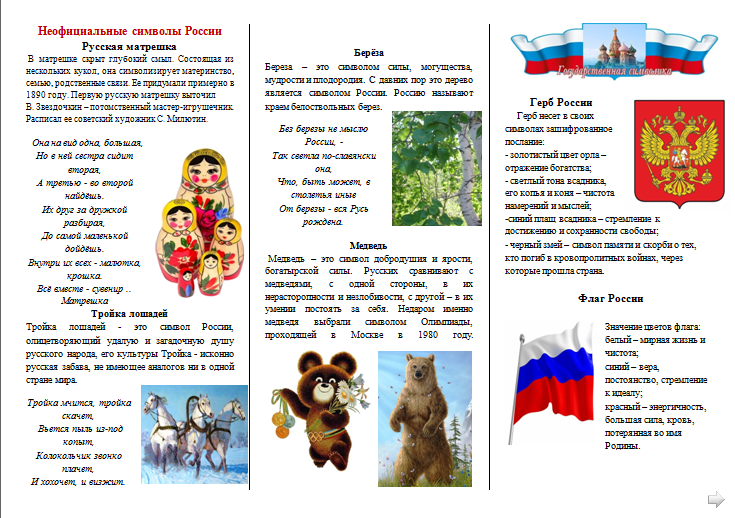 Неофициальные символы России
Русская матрешка
В матрешке скрыт глубокий смысл. Состоящая из
нескольких кукол, она символизирует материнство,
семью, родственные связи. Ее придумали примерно в
1890 году. Первую русскую матрешку выточил
В. Звездочкин – потомственный мастер-игрушечник.
Расписал ее советский художник С. Милютин.
Она на вид одна, большая,
Но в ней сестра сидит
вторая,
А третью - во второй
найдёшь.
Их друг за дружкой
разбирая,
До самой маленькой
дойдёшь.
Внутри их всех - малютка,
крошка.
Всё вместе - сувенир ..
Матрешка
Тройка лошадей
Тройка лошадей - это символ России,
олицетворяющий удалую и загадочную душу
русского народа, его культуры Тройка - исконно
русская забава, не имеющее аналогов ни в одной
стране мира.
Тройка мчится, тройка
скачет,
Вьется пыль из-под
копыт,
Колокольчик звонко
плачет,
И хохочет, и визжит.
Берёза
Береза – это символом силы, могущества,
мудрости и плодородия. С давних пор это дерево
является символом России. Россию называют
краем белоствольных берез.
Без березы не мыслю
России, -
Так светла по-славянски
она,
Что, быть может, в
столетья иные
От березы - вся Русь
рождена.
Медведь
Медведь – это символ добродушия и ярости,
богатырской силы. Русских сравнивают с
медведями, с одной стороны, в их
нерасторопности и незлобивости, с другой – в их
умении постоять за себя. Недаром именно
медведя выбрали символом Олимпиады,
проходящей в Москве в 1980 году.
Государственная символика
Герб России
Герб несет в своих
символах зашифрованное
послание:
- золотистый цвет орла –
отражение богатства;
- светлый тона всадника,
его копья и коня – чистота
намерений и мыслей;
-синий плащ всадника – стремление к
достижению и сохранности свободы;
- черный змей – символ памяти и скорби о тех,
кто погиб в кровопролитных войнах, через
которые прошла страна.
Флаг России
Значение цветов флага:
белый – мирная жизнь и
чистота;
синий – вера,
постоянство, стремление
к идеалу;
красный – энергичность,
большая сила, кровь,
потерянная во имя
Родины.